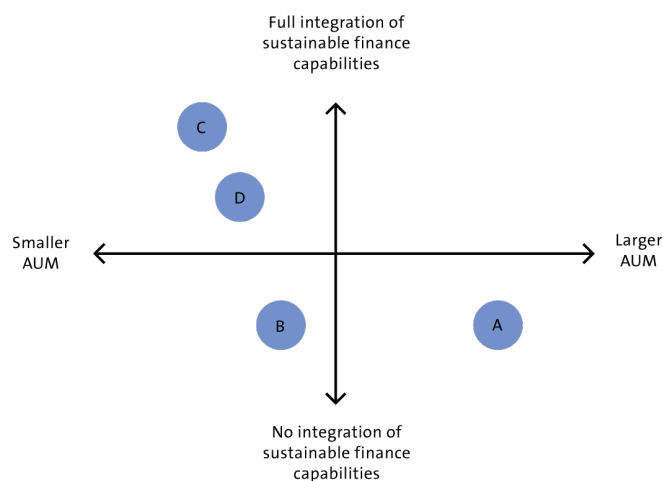 Full integration of
sustainable finance
capabilities
C
D
Smaller
AUM
Larger
AUM
B
A
No integration of
sustainable finance
capabilities